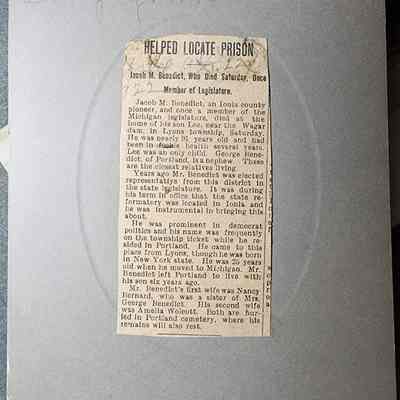 HELPED LOCATE PRISON
Jacob M. Benedict, Who Died Saturday, Once
Member of Legislature.
Jacob M. Benedict, an Ionia county
pioneer, and once a member of the
Michigan legislature, died at the
home of his son Lee, near the Wagar
dam, in Lyons township, Saturday.
He was nearly 91 years old and had
been in health several years.
Lee was an only child. George Bene-
dict, of Portland, is a nephew. These
are the closest relatives living.
Years ago Mr. Benedict was elected
representative from this district in
the state legislature. It was during
his term in office that the state re-
formatory was located in Ionia and
he was instrumental in bringing this
about.
He was prominent in democrat
politics and his name was frequently
on the township ticket while he re-
sided in Portland. He came to this
place from Lyons, though he was born
in New York state. He was 25 years
old when he moved to Michigan. Mr.
Benedict left Portland to live with
his son six years ago.
Mr. Benedict's first wife was Nancy
Bernard, who was a sister of Mrs.
George Benedict. His second wife
was Amelia Wolcott. Both are bur-
ied in Portland cemetery, where his
remains will also rest.